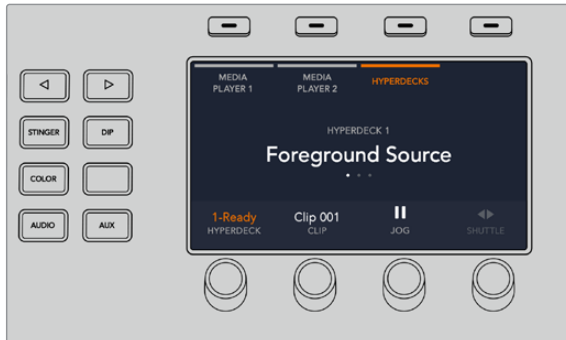 MEDIA
PLAYER 1
MEDIA
PLAYER 2
HYPERDECKS
STINGER
DIP
HYPERDECK 1
Foreground Source
COLOR
AUDIO
AUX
1-Ready
HYPERDECK
Clip 001
CLIP
JOG
SHUTTLE